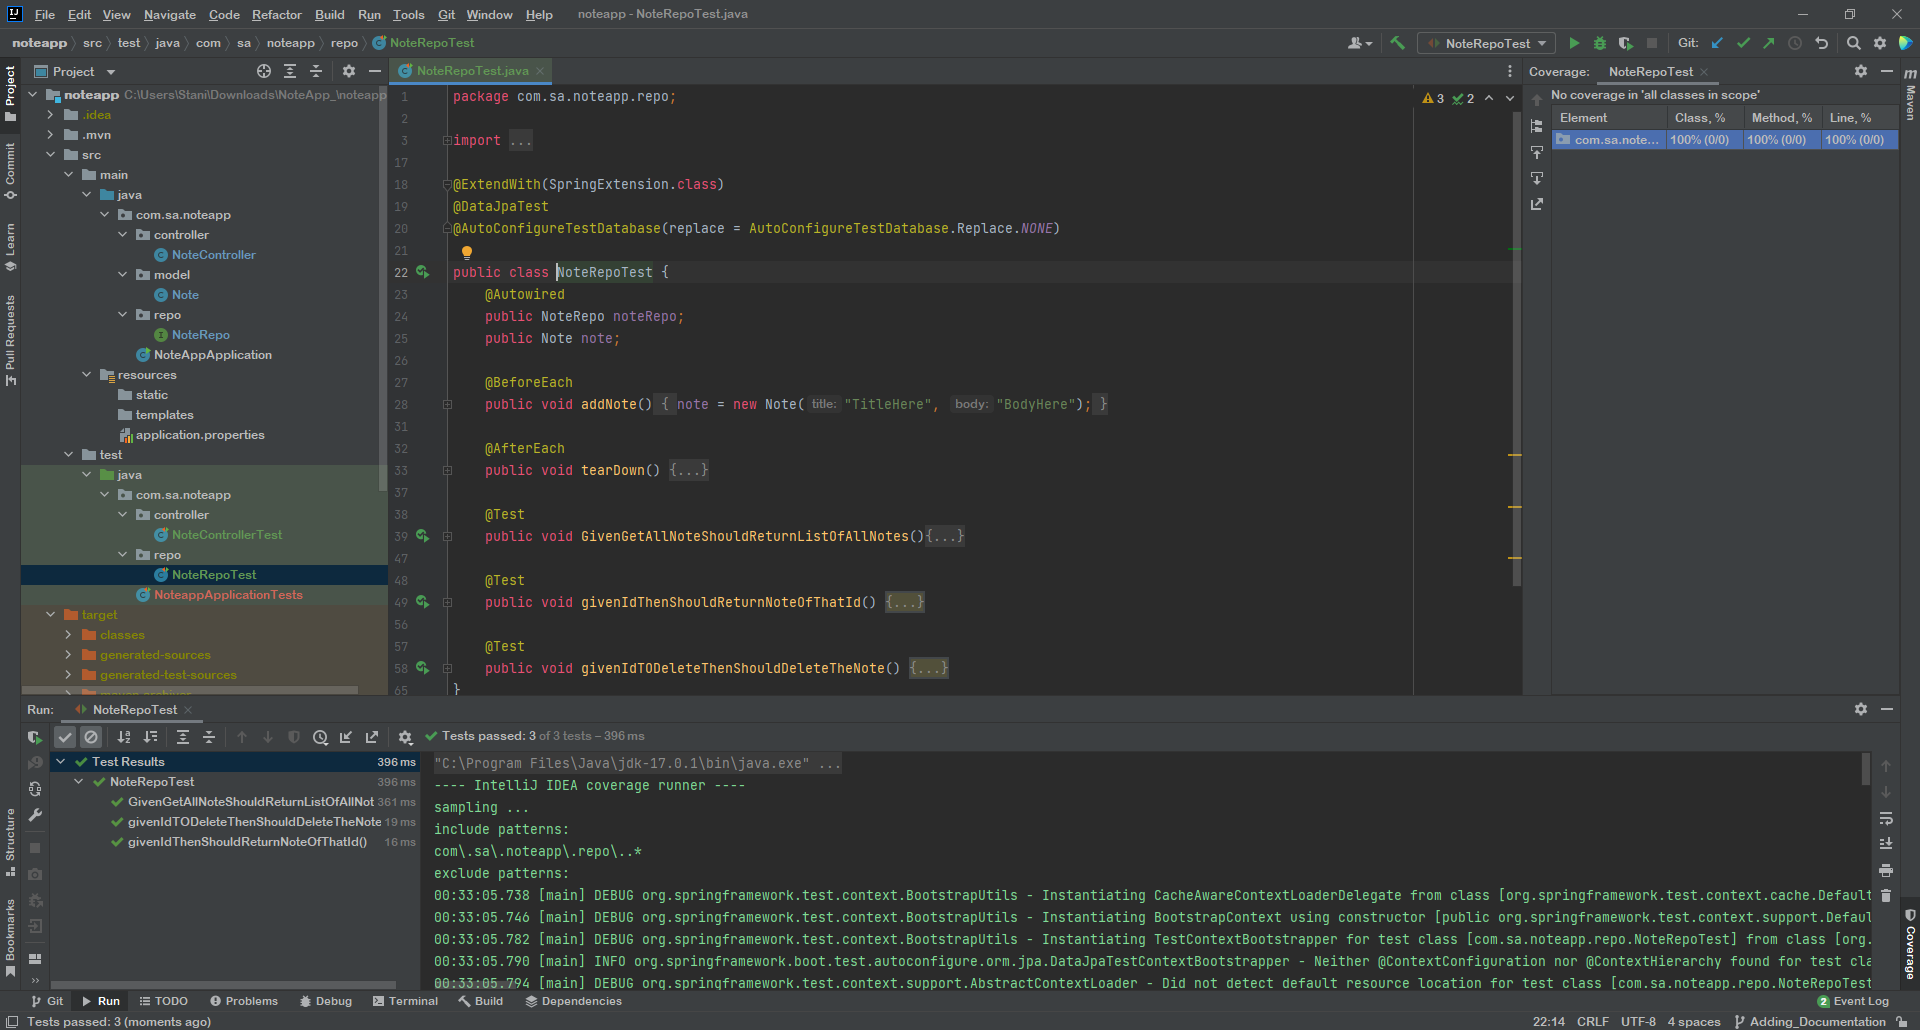 File Edit View Navigate Code Refactor Build Run Tools Git Window Help noteapp - NoteRepoTest.java
noteapp src test java com sa noteapp repo NoteRepoTest
NoteRepoTest Git:
Project
NoteRepoTest.java
Coverage: NoteRepoTest
Project
Commit
Learn
Pull Requests
Structure
Bookmarks
noteapp C:\Users\Stani\Downloads\NoteApp_\noteapp
.idea
.mvn
src
main
java
com.sa.noteapp
controller
NoteController
model
Note
repo
NoteRepo
NoteAppApplication
resources
static
templates
application.properties
test
java
com.sa.noteapp
controller
NoteControllerTest
repo
NoteRepoTest
NoteappApplicationTests
target
classes
generated-sources
generated-test-sources
maven-archiver
3 2
1 package com.sa.noteapp.repo;
2
3 import ...
17
18 @ExtendWith(SpringExtension.class)
19 @DataJpaTest
20 @AutoConfigureTestDatabase(replace = AutoConfigureTestDatabase.Replace.NONE)
21
22 public class NoteRepoTest {
23 @Autowired
24 public NoteRepo noteRepo;
25 public Note note;
26
27 @BeforeEach
28 public void addNote() { note = new Note( title: "TitleHere", body: "BodyHere"); }
31
32 @AfterEach
33 public void tearDown() {...}
37
38 @Test
39 public void GivenGetAllNoteShouldReturnListOfAllNotes(){...}
47
48 @Test
49 public void givenIdThenShouldReturnNoteOfThatId() {...}
56
57 @Test
58 public void givenIdTODeleteThenShouldDeleteTheNote() {...}
65 }
No coverage in 'all classes in scope'
Element Class, % Method, % Line, %
com.sa.note... 100% (0/0) 100% (0/0) 100% (0/0)
Maven
Coverage
Run: NoteRepoTest
Tests passed: 3 of 3 tests – 396 ms
Test Results 396 ms
NoteRepoTest 396 ms
GivenGetAllNoteShouldReturnListOfAllNot 361 ms
givenIdTODeleteThenShouldDeleteTheNote 19 ms
givenIdThenShouldReturnNoteOfThatId() 16 ms
"C:\Program Files\Java\jdk-17.0.1\bin\java.exe" ...
---- IntelliJ IDEA coverage runner ----
sampling ...
include patterns:
com\.sa\.noteapp\.repo\..*
exclude patterns:
00:33:05.738 [main] DEBUG org.springframework.test.context.BootstrapUtils - Instantiating CacheAwareContextLoaderDelegate from class [org.springframework.test.context.cache.Default
00:33:05.746 [main] DEBUG org.springframework.test.context.BootstrapUtils - Instantiating BootstrapContext using constructor [public org.springframework.test.context.support.Defaul
00:33:05.782 [main] DEBUG org.springframework.test.context.BootstrapUtils - Instantiating TestContextBootstrapper for test class [com.sa.noteapp.repo.NoteRepoTest] from class [org.
00:33:05.790 [main] INFO org.springframework.boot.test.autoconfigure.orm.jpa.DataJpaTestContextBootstrapper - Neither @ContextConfiguration nor @ContextHierarchy found for test cla
00:33:05.794 [main] DEBUG org.springframework.test.context.support.AbstractContextLoader - Did not detect default resource location for test class [com.sa.noteapp.repo.NoteRepoTest
Git Run TODO Problems Debug Terminal Build Dependencies 2 Event Log
Tests passed: 3 (moments ago) 22:14 CRLF UTF-8 4 spaces Adding_Documentation